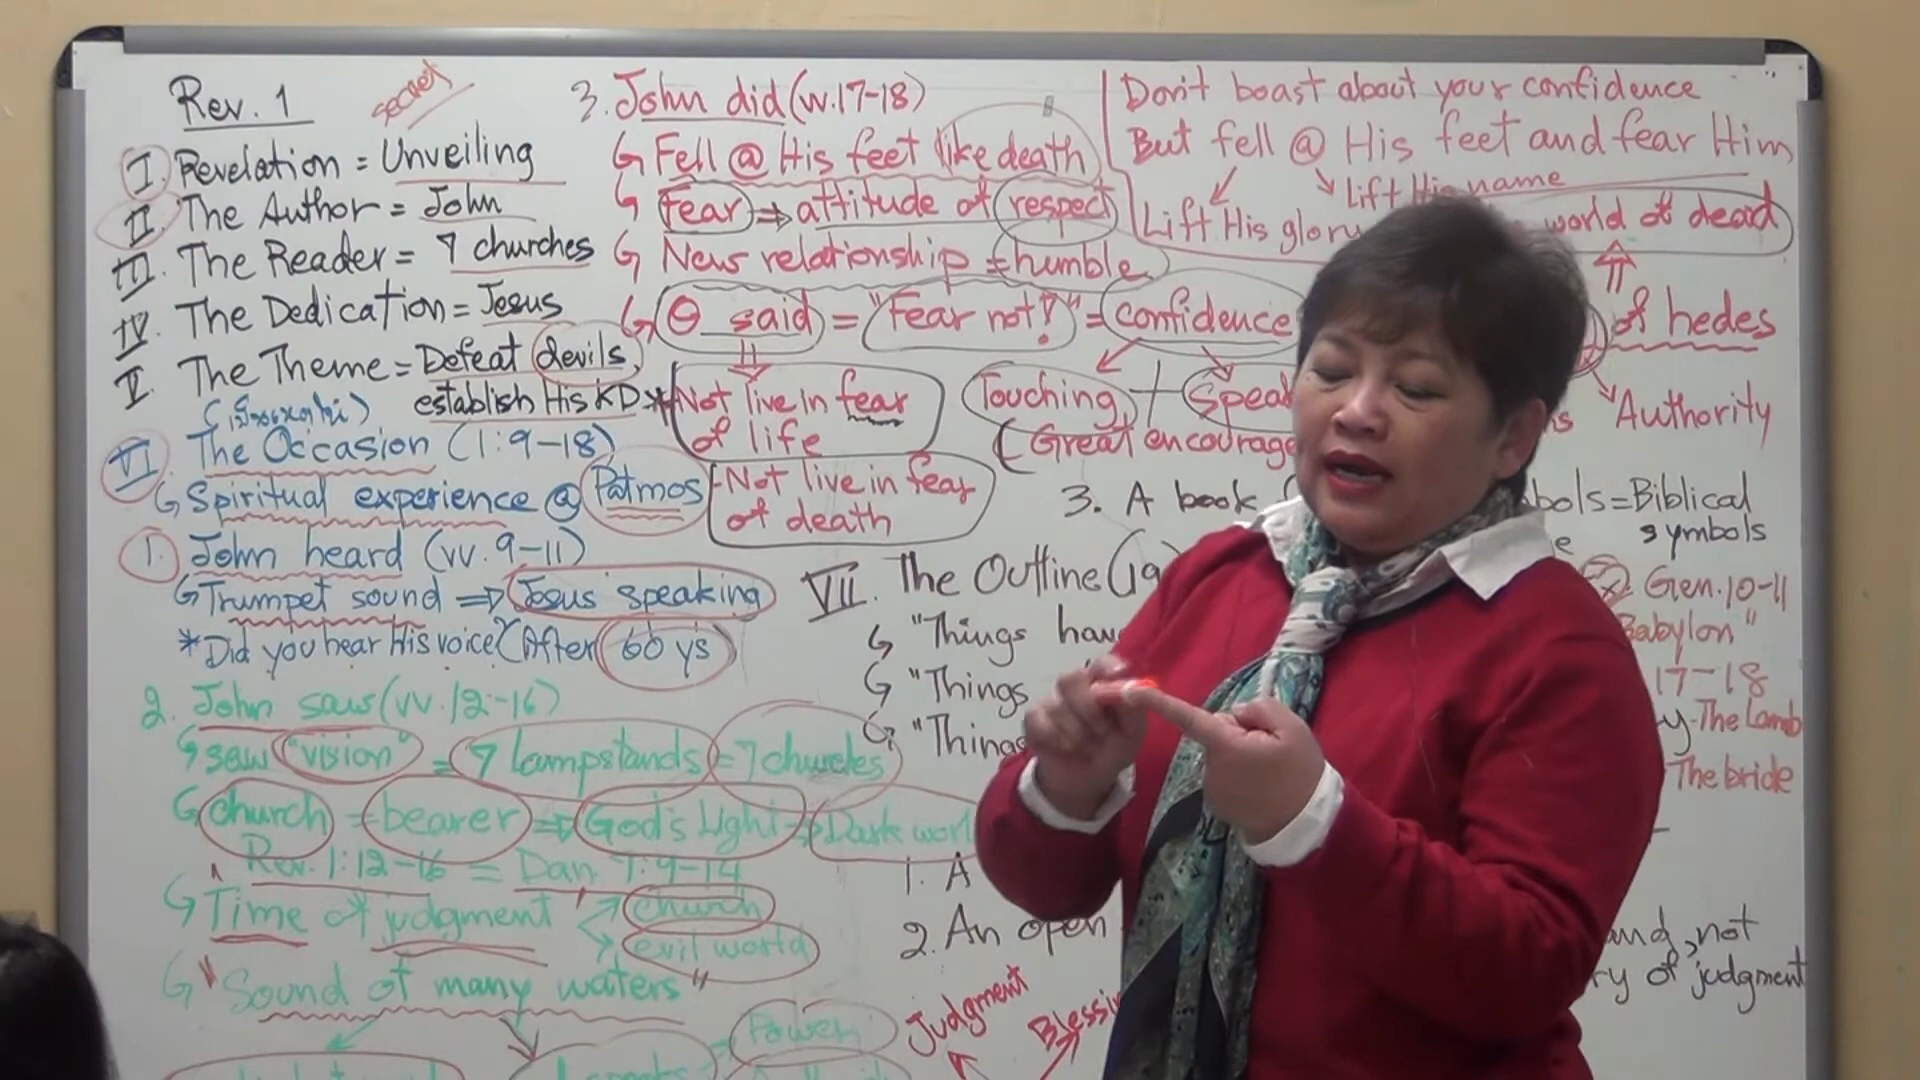 Rev. 1
secret
I. Revelation = Unveiling
II. The Author = John
III. The Reader = 7 churches
IV. The Dedication = Jesus
V. The Theme = Defeat devils,
establish His KD
VI. The Occasion (1:9-18)
Spiritual experience @ Patmos
1. John heard (vv. 9-11)
Trumpet sound ⇒ Jesus speaking
*Did you hear His voice? (After 60 ys)
2. John saw (vv. 12-16)
saw "vision" = 7 lampstands = 7 churches
church = bearer ⇒ God's Light ⇒ Dark worl
Rev. 1:12-16 = Dan. 7:9-14
Time of judgment church
evil world
"Sound of many waters"
Power
3. John did (vv. 17-18)
Fell @ His feet like death
Fear ⇒ attitude of respect
New relationship = humble
said = "Fear not!" = confidence
Not live in fear
of life
Not live in fear
of death
Touching + Speak
(Great encourage
Don't boast about your confidence
But fell @ His feet and fear Him
Lift His name
Lift His glory world of dead
of hedes
Authority
3. A book bols = Biblical
symbols
VII. The Outline (19)
"Things hav
"Things
"Things
Gen. 10-11
Babylon"
17-18
y-The Lamb
The bride
1. A
2. An open and, not
ry of judgment
Judgment
Blessin